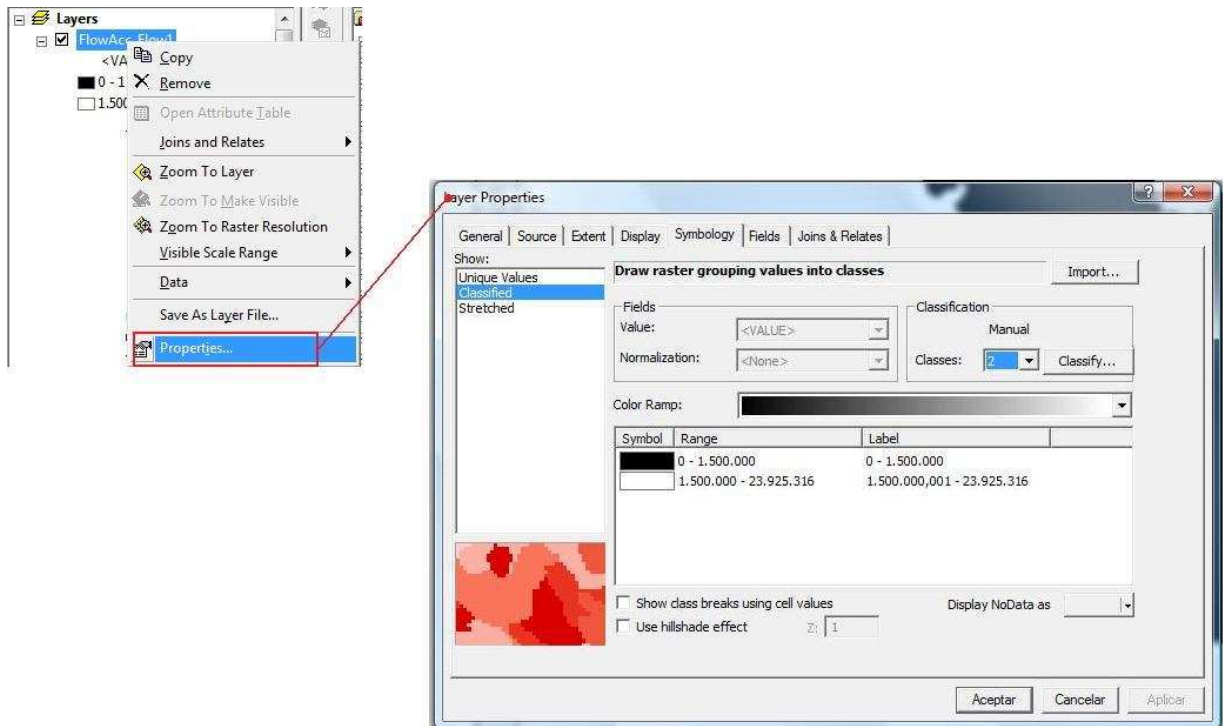 Layers
FlowAcc_Flow1
<VA
0 - 1
1.500
Copy
Remove
Open Attribute Table
Joins and Relates
Zoom To Layer
Zoom To Make Visible
Zoom To Raster Resolution
Visible Scale Range
Data
Save As Layer File...
Properties...
Layer Properties
General Source Extent Display Symbology Fields Joins & Relates
Show:
Unique Values
Classified
Stretched
Draw raster grouping values into classes
Import...
Fields
Value: <VALUE>
Normalization: <None>
Classification
Manual
Classes: 2 Classify...
Color Ramp:
Symbol Range Label
0 - 1.500.000 0 - 1.500.000
1.500.000 - 23.925.316 1.500.000,001 - 23.925.316
Show class breaks using cell values
Display NoData as
Use hillshade effect Z: 1
Aceptar Cancelar Aplicar